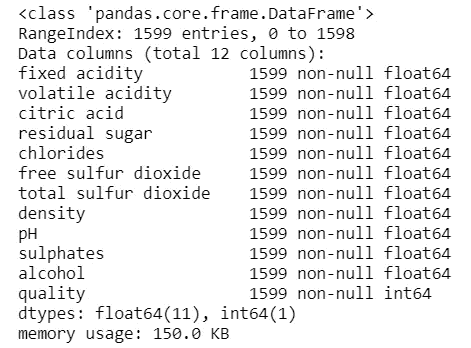 <class 'pandas.core.frame.DataFrame'>
RangeIndex: 1599 entries, 0 to 1598
Data columns (total 12 columns):
fixed acidity           1599 non-null float64
volatile acidity        1599 non-null float64
citric acid             1599 non-null float64
residual sugar          1599 non-null float64
chlorides               1599 non-null float64
free sulfur dioxide     1599 non-null float64
total sulfur dioxide    1599 non-null float64
density                 1599 non-null float64
pH                      1599 non-null float64
sulphates               1599 non-null float64
alcohol                 1599 non-null float64
quality                 1599 non-null int64
dtypes: float64(11), int64(1)
memory usage: 150.0 KB